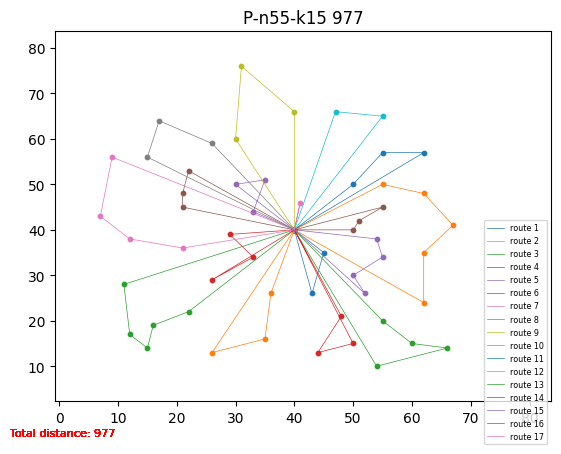 P-n55-k15 977
80
70
60
50
40
30
20
10
0 10 20 30 40 50 60 70 80
route 1
route 2
route 3
route 4
route 5
route 6
route 7
route 8
route 9
route 10
route 11
route 12
route 13
route 14
route 15
route 16
route 17
Total distance: 977